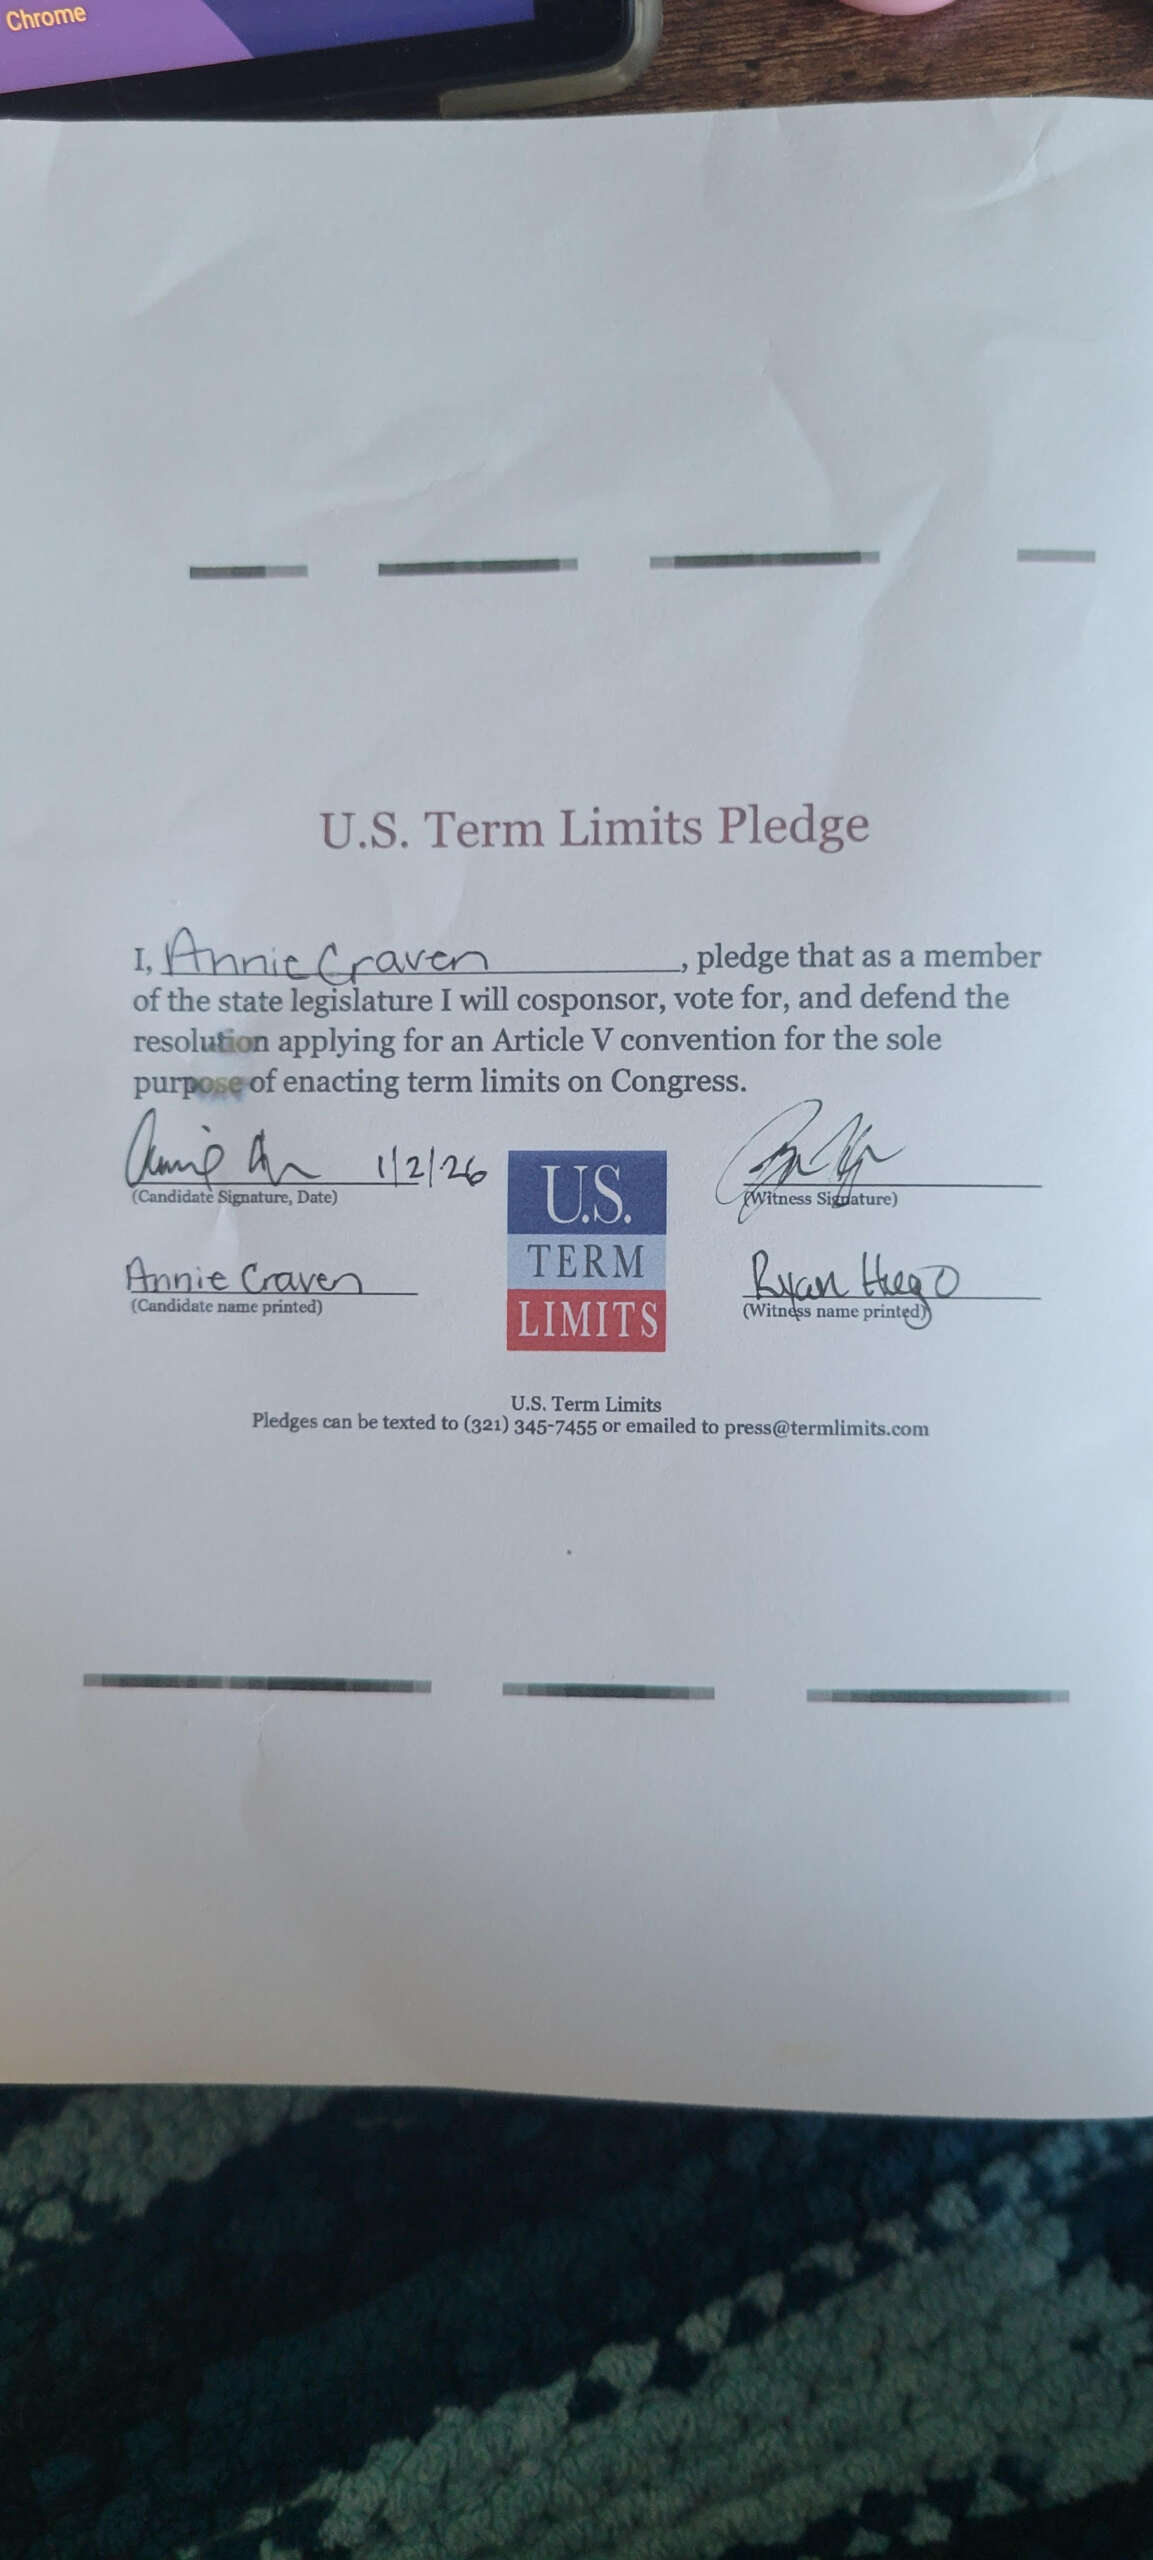 Chrome
U.S. Term Limits Pledge
I, Annie Craven, pledge that as a member
of the state legislature I will cosponsor, vote for, and defend the
resolution applying for an Article V convention for the sole
purpose of enacting term limits on Congress.
1/2/26
(Candidate Signature, Date)
(Witness Signature)
Annie Craven
(Candidate name printed)
U.S.
TERM
LIMITS
Ryan
(Witness name printed)
U.S. Term Limits
Pledges can be texted to (321) 345-7455 or emailed to press@termlimits.com